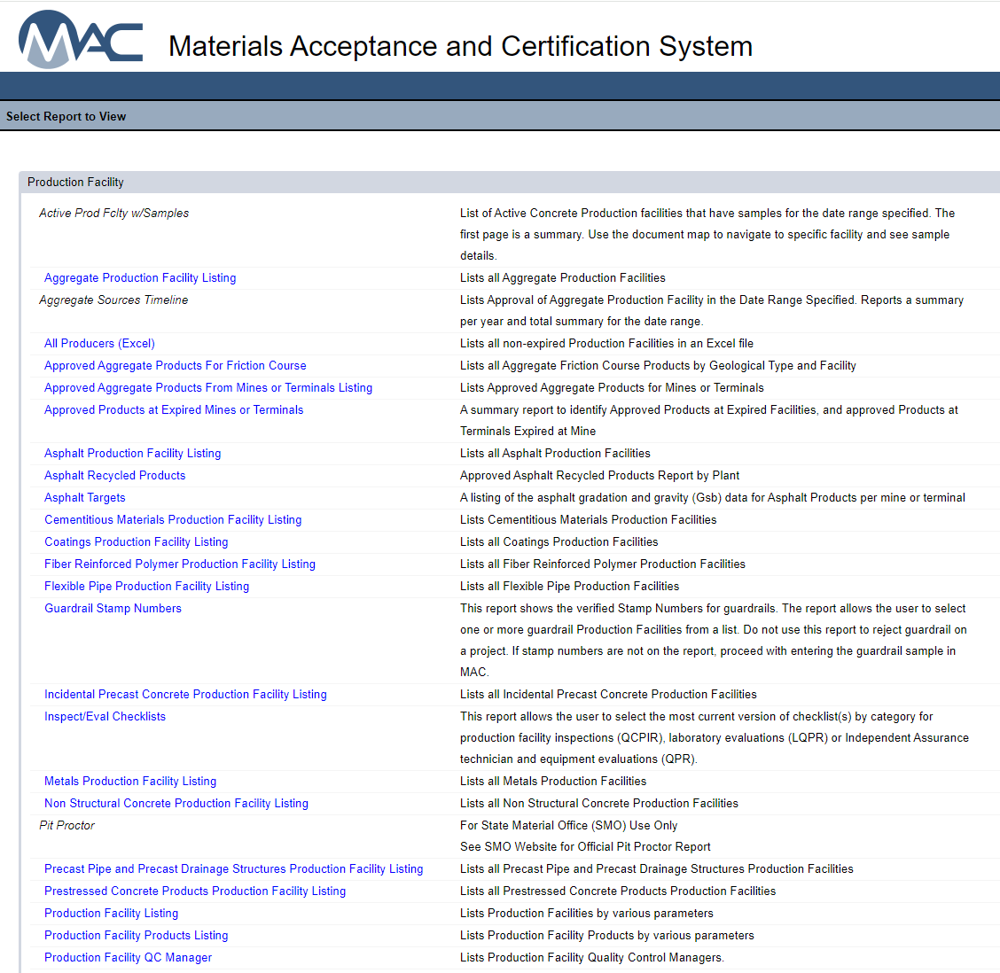 MAC
Materials Acceptance and Certification System
Select Report to View
Production Facility
Active Prod Fclty w/Samples
List of Active Concrete Production facilities that have samples for the date range specified. The
first page is a summary. Use the document map to navigate to specific facility and see sample
details.
Aggregate Production Facility Listing
Lists all Aggregate Production Facilities
Aggregate Sources Timeline
Lists Approval of Aggregate Production Facility in the Date Range Specified. Reports a summary
per year and total summary for the date range.
All Producers (Excel)
Lists all non-expired Production Facilities in an Excel file
Approved Aggregate Products For Friction Course
Lists all Aggregate Friction Course Products by Geological Type and Facility
Approved Aggregate Products From Mines or Terminals Listing
Lists Approved Aggregate Products for Mines or Terminals
Approved Products at Expired Mines or Terminals
A summary report to identify Approved Products at Expired Facilities, and approved Products at
Terminals Expired at Mine
Asphalt Production Facility Listing
Lists all Asphalt Production Facilities
Asphalt Recycled Products
Approved Asphalt Recycled Products Report by Plant
Asphalt Targets
A listing of the asphalt gradation and gravity (Gsb) data for Asphalt Products per mine or terminal
Cementitious Materials Production Facility Listing
Lists Cementitious Materials Production Facilities
Coatings Production Facility Listing
Lists all Coatings Production Facilities
Fiber Reinforced Polymer Production Facility Listing
Lists all Fiber Reinforced Polymer Production Facilities
Flexible Pipe Production Facility Listing
Lists all Flexible Pipe Production Facilities
Guardrail Stamp Numbers
This report shows the verified Stamp Numbers for guardrails. The report allows the user to select
one or more guardrail Production Facilities from a list. Do not use this report to reject guardrail on
a project. If stamp numbers are not on the report, proceed with entering the guardrail sample in
MAC.
Incidental Precast Concrete Production Facility Listing
Lists all Incidental Precast Concrete Production Facilities
Inspect/Eval Checklists
This report allows the user to select the most current version of checklist(s) by category for
production facility inspections (QCPIR), laboratory evaluations (LQPR) or Independent Assurance
technician and equipment evaluations (QPR).
Metals Production Facility Listing
Lists all Metals Production Facilities
Non Structural Concrete Production Facility Listing
Lists all Non Structural Concrete Production Facilities
Pit Proctor
For State Material Office (SMO) Use Only
See SMO Website for Official Pit Proctor Report
Precast Pipe and Precast Drainage Structures Production Facility Listing
Lists all Precast Pipe and Precast Drainage Structures Production Facilities
Prestressed Concrete Products Production Facility Listing
Lists all Prestressed Concrete Products Production Facilities
Production Facility Listing
Lists Production Facilities by various parameters
Production Facility Products Listing
Lists Production Facility Products by various parameters
Production Facility QC Manager
Lists Production Facility Quality Control Managers.